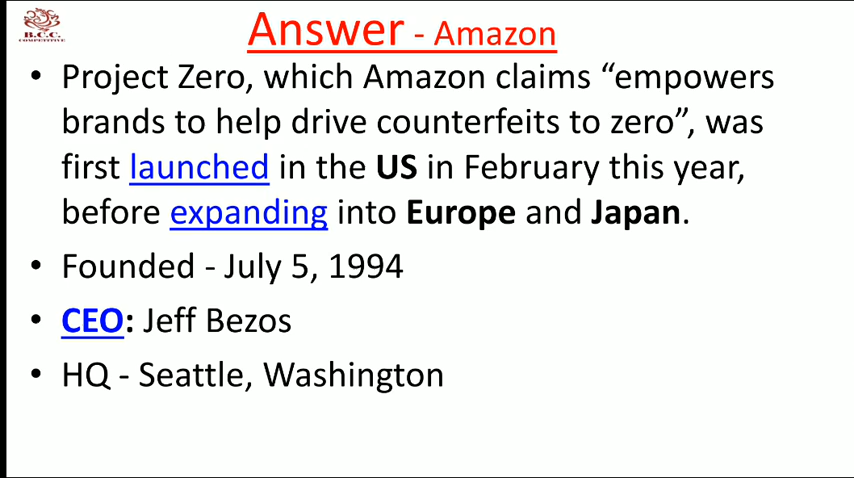 B.C.C.
COMPETITIVE
Answer - Amazon
• Project Zero, which Amazon claims “empowers
brands to help drive counterfeits to zero”, was
first launched in the US in February this year,
before expanding into Europe and Japan.
• Founded - July 5, 1994
• CEO: Jeff Bezos
• HQ - Seattle, Washington